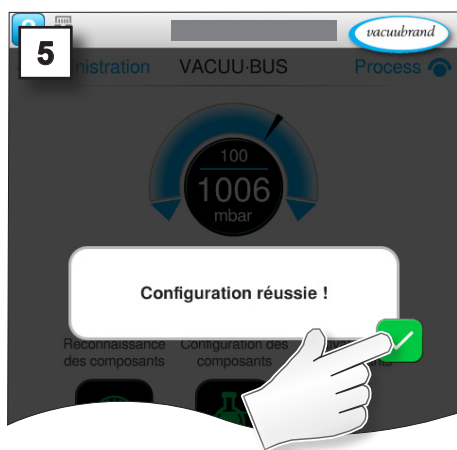 vacuubrand
5
nistration VACUU·BUS Process
100
1006
mbar
Configuration réussie !
Reconnaissance
des composants
Configuration des
composants